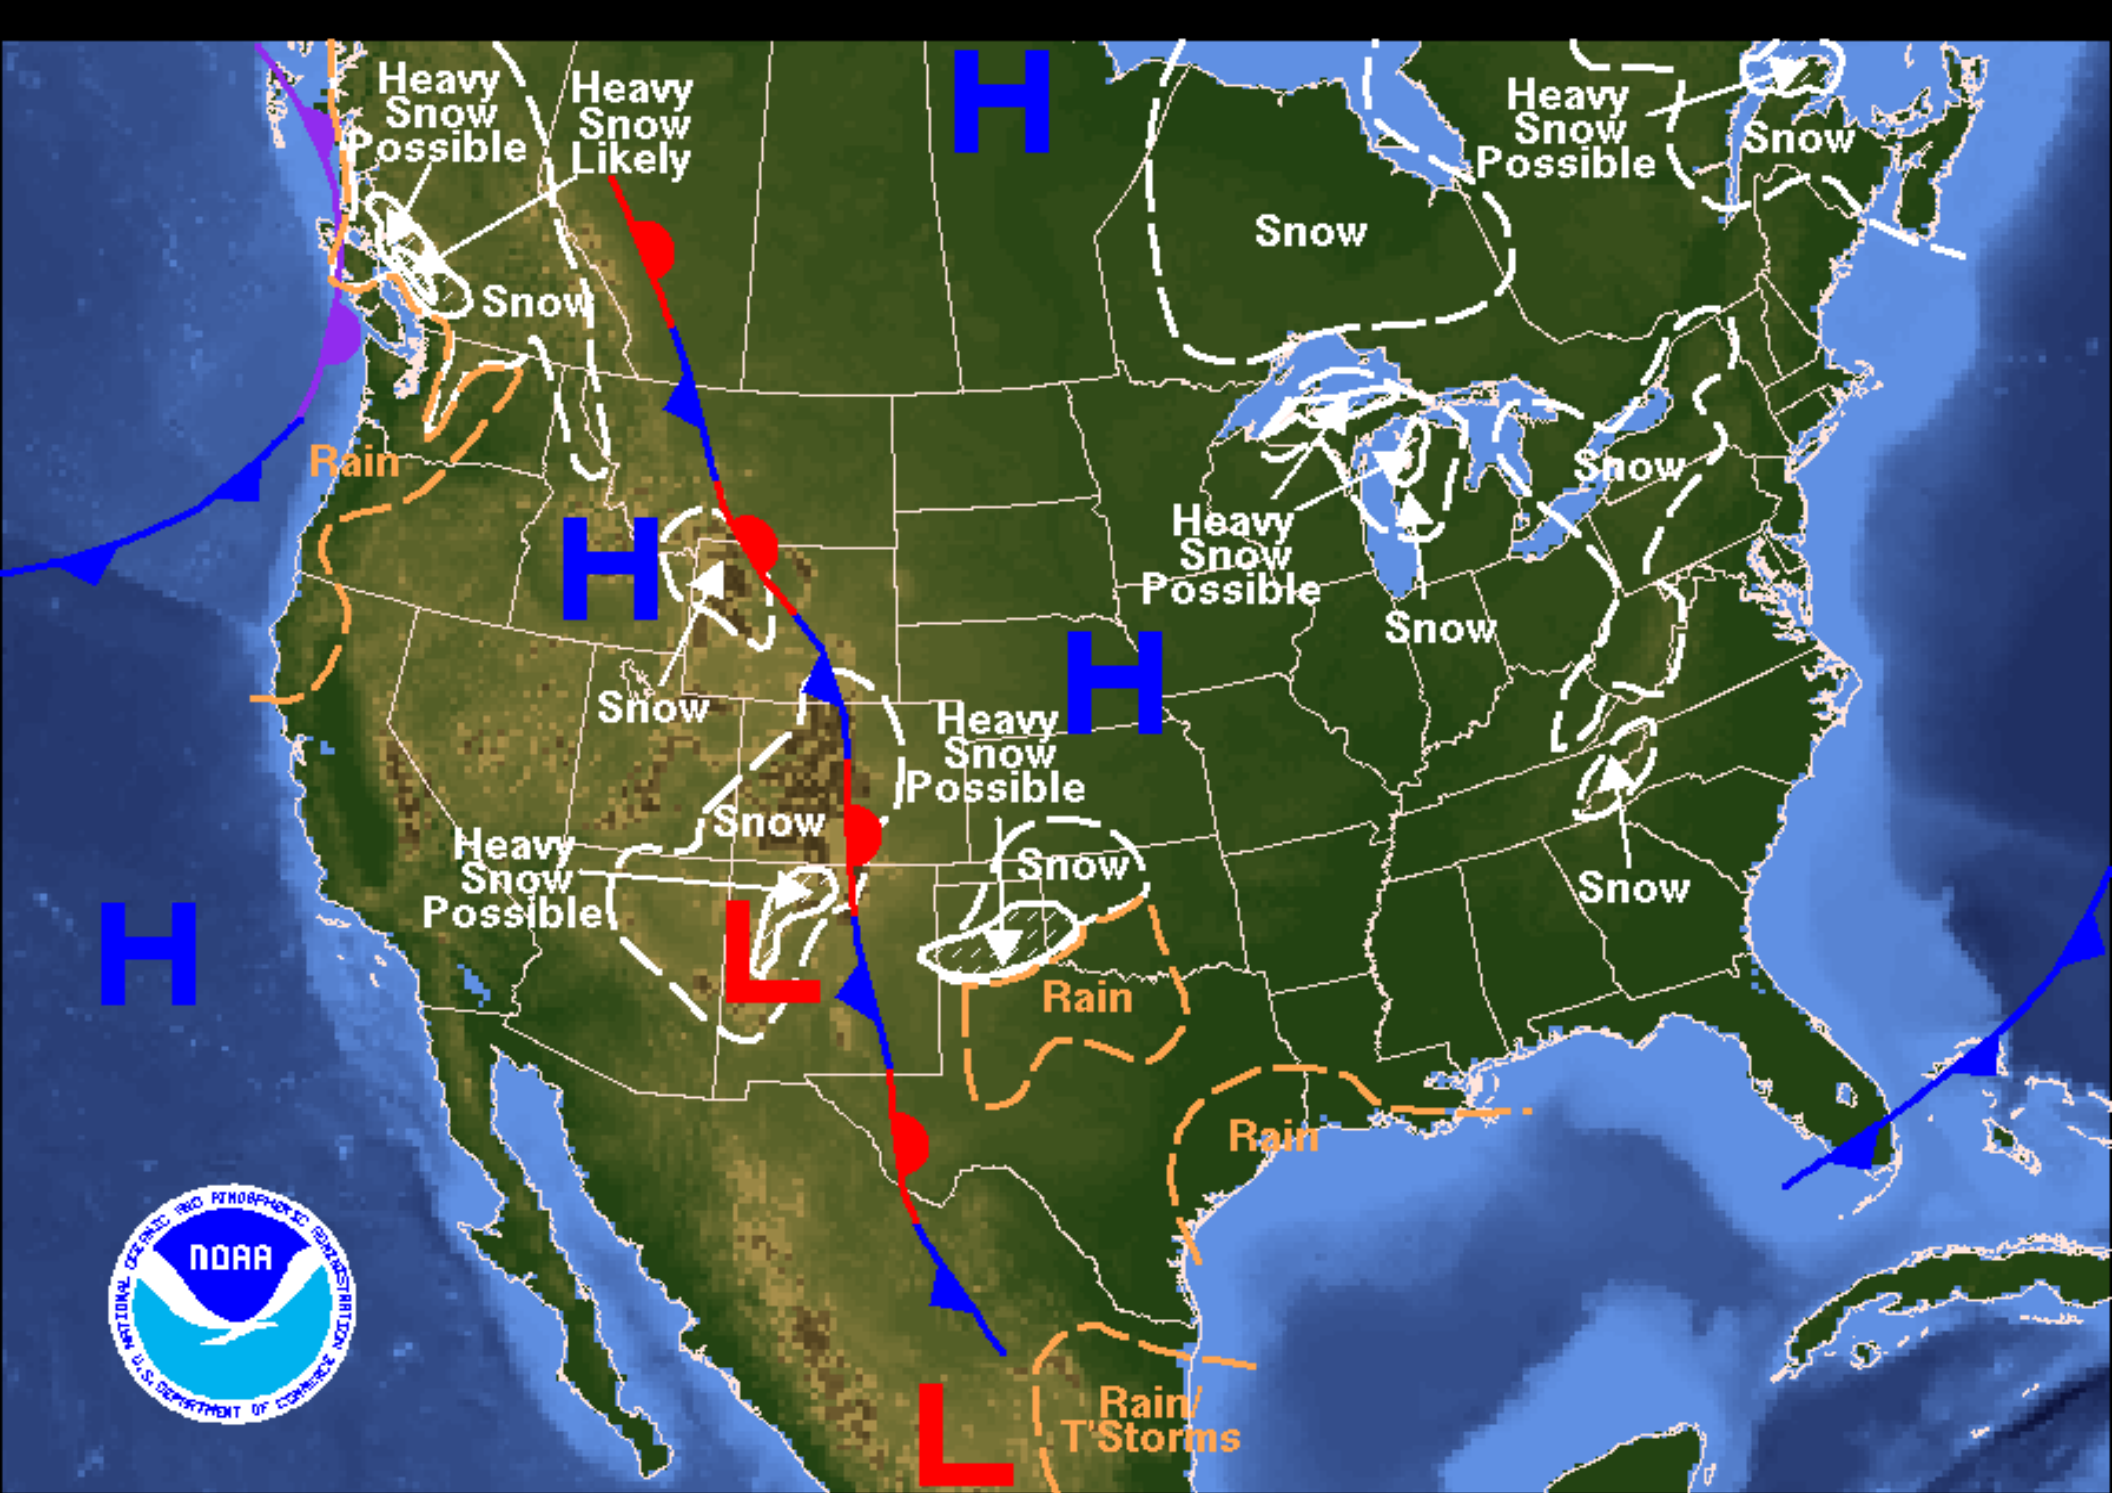 H
Heavy
Snow
Possible
Heavy
Snow
Likely
Heavy
Snow
Possible
Snow
Snow
Snow
Rain
Snow
H
Heavy
Snow
Possible
Snow
H
Snow
Heavy
Snow
Possible
Snow
Heavy
Snow
Possible
Snow
Snow
H
L
Rain
Rain
NOAA
NATIONAL OCEANIC AND ATMOSPHERIC ADMINISTRATION
U.S. DEPARTMENT OF COMMERCE
Rain/
T'Storms
L